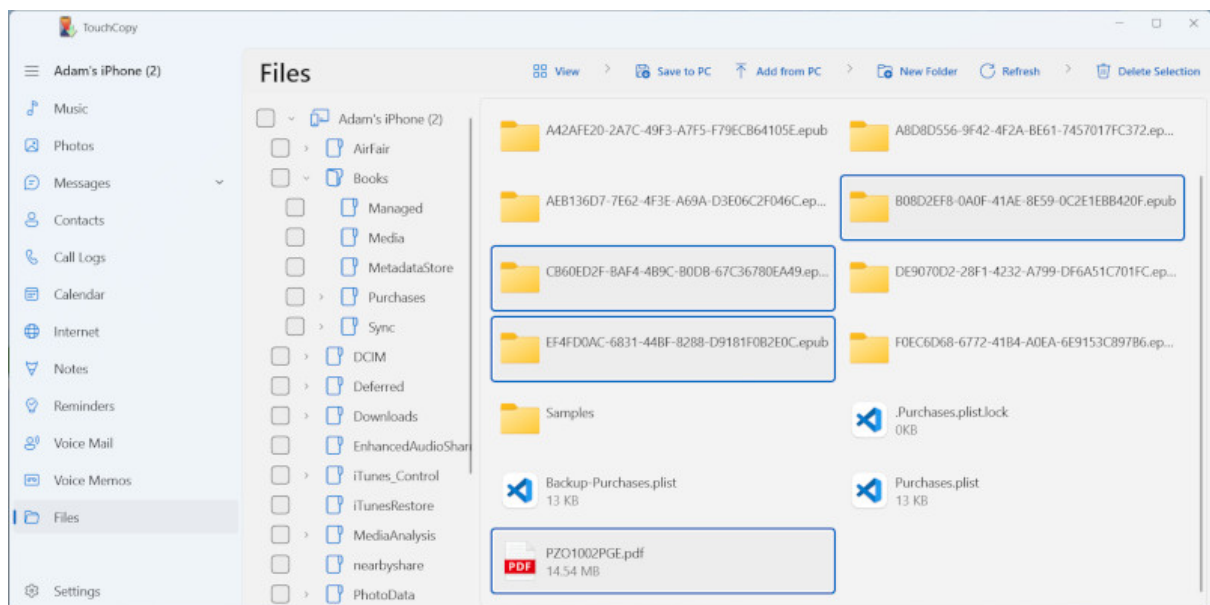 TouchCopy
Adam's iPhone (2)
Music
Photos
Messages
Contacts
Call Logs
Calendar
Internet
Notes
Reminders
Voice Mail
Voice Memos
Files
Settings
Files
View
Save to PC
Add from PC
New Folder
Refresh
Delete Selection
Adam's iPhone (2)
AirFair
Books
Managed
Media
MetadataStore
Purchases
Sync
DCIM
Deferred
Downloads
EnhancedAudioShar
iTunes_Control
iTunesRestore
MediaAnalysis
nearbyshare
PhotoData
A42AFE20-2A7C-49F3-A7F5-F79ECB64105E.epub
A8D8D556-9F42-4F2A-BE61-7457017FC372.ep...
AEB136D7-7E62-4F3E-A69A-D3E06C2F046C.ep...
B08D2EF8-0A0F-41AE-8E59-0C2E1EBB420F.epub
CB60ED2F-BAF4-4B9C-B0DB-67C36780EA49.ep...
DE9070D2-28F1-4232-A799-DF6A51C701FC.ep...
EF4FD0AC-6831-44BF-8288-D9181F0B2E0C.epub
F0EC6D68-6772-41B4-A0EA-6E9153C897B6.ep...
Samples
.Purchases.plist.lock
0KB
Backup-Purchases.plist
13 KB
Purchases.plist
13 KB
PDF
PZO1002PGE.pdf
14.54 MB